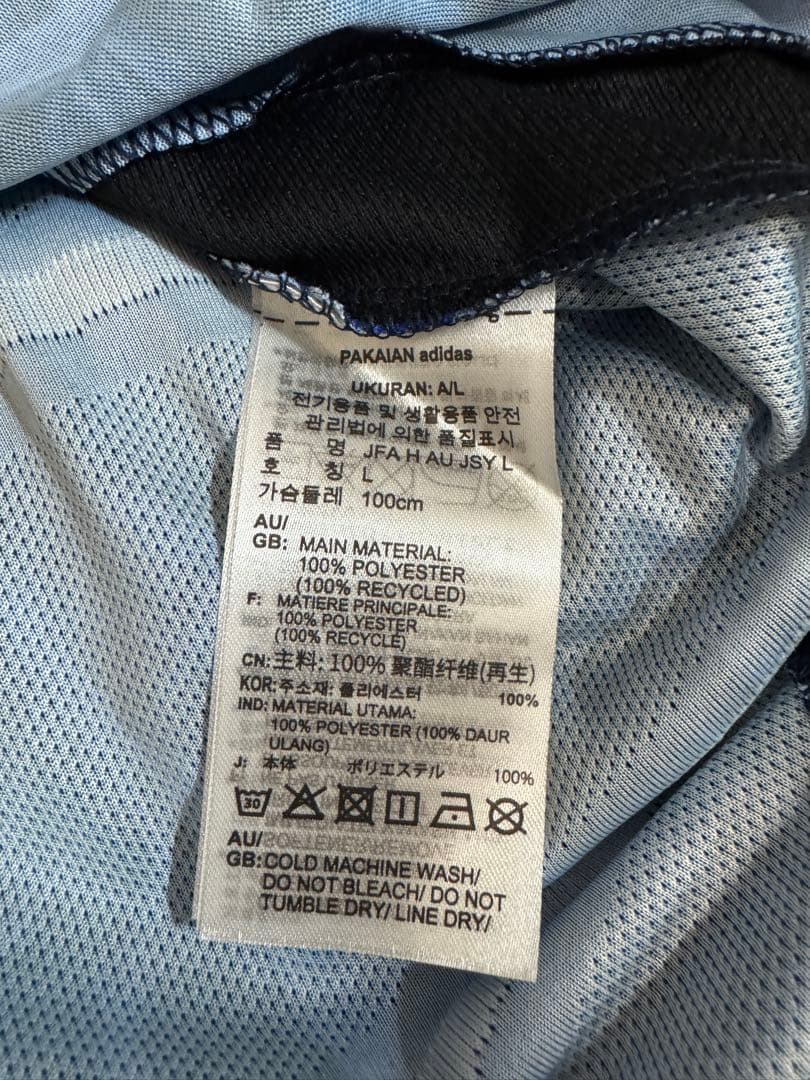 PAKAIAN adidas
UKURAN: A/L
전기용품 및 생활용품 안전
관리법에 의한 품질표시
품 명 JFA H AU JSY L
호 칭 L
가슴둘레 100cm
AU/
GB: MAIN MATERIAL:
100% POLYESTER
(100% RECYCLED)
F: MATIERE PRINCIPALE:
100% POLYESTER
(100% RECYCLE)
CN: 主料: 100% 聚酯纤维(再生)
KOR: 주소재: 폴리에스터 100%
IND: MATERIAL UTAMA:
100% POLYESTER (100% DAUR
ULANG)
J: 本体 ポリエステル 100%
30
AU/
GB: COLD MACHINE WASH/
DO NOT BLEACH/ DO NOT
TUMBLE DRY/ LINE DRY/